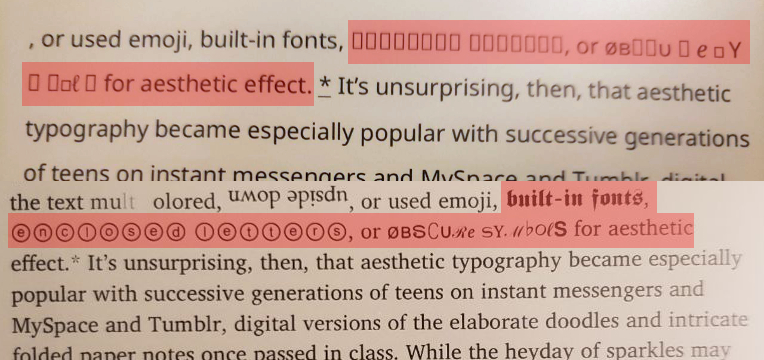 , or used emoji, built-in fonts, ▯▯▯▯▯▯▯▯ ▯▯▯▯▯▯▯, or øʙ▯▯u ▯ e ▯Y
▯ ▯▯ℓ ▯ for aesthetic effect. * It’s unsurprising, then, that aesthetic
typography became especially popular with successive generations
of teens on instant messengers and MySpace and Tumblr, digital
the text mult olored, uʍop ǝpısdn, or used emoji, 𝖇𝖚𝖎𝖑𝖙-𝖎𝖓 𝖋𝖔𝖓𝖙𝖘,
ⓔⓝⓒⓛⓞⓢⓔⓓ ⓛⓔⓣⓣⓔⓡⓢ, or øʙSCuℛe SY. bolS for aesthetic
effect.* It’s unsurprising, then, that aesthetic typography became especially
popular with successive generations of teens on instant messengers and
MySpace and Tumblr, digital versions of the elaborate doodles and intricate
folded paper notes once passed in class. While the heyday of sparkles may